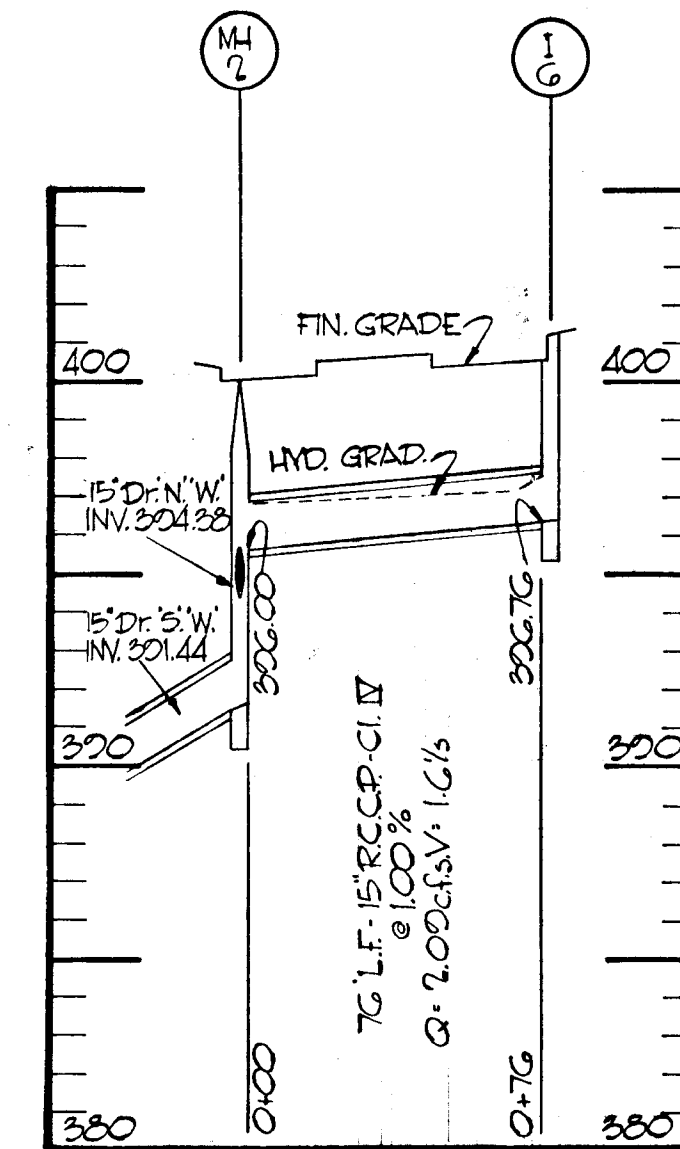 MH
2
I
6
FIN. GRADE
400
400
HYD. GRAD.
15" Dr. N. W.
INV. 394.38
15" Dr. S. W.
INV. 391.44
396.00
396.76
390
390
76' L.F. - 15" R.C.C.P. - Cl. IV
@ 1.00%
Q = 2.09 c.f.s. V = 1.6'/s
0+00
0+76
380
380